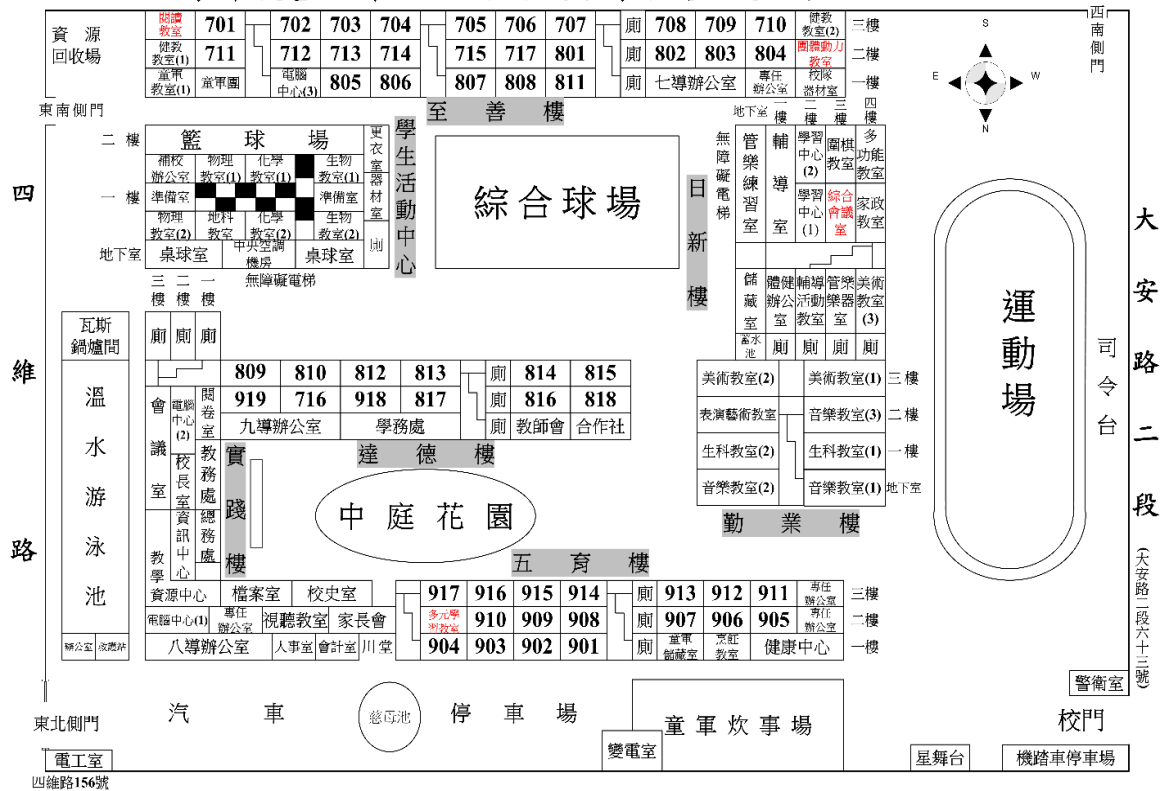 資 源
回收場
閱讀
教室
701 702 703 704 705 706 707 廁 708 709 710
健教
教室(2)
三樓
健教
教室(1)
711 712 713 714 715 716 717 801 廁 802 803 804
團體動力
教室
二樓
童軍
教室(1)
童軍團
電腦
中心(3)
805 806 807 808 811 廁 七導辦公室
專任
辦公室
校隊
器材室
一樓
西南側門
S
E
W
N
東南側門
至善樓
二樓
籃球場
更衣室
補校
辦公室
物理
教室(1)
化學
教室(1)
生物
教室(1)
一樓
準備室
準備室
器材室
物理
教室(2)
地科
教室
化學
教室(2)
生物
教室(2)
廁
地下室
桌球室
中央空調
機房
桌球室
無障礙電梯
學生活動中心
綜合球場
日新樓
無障礙電梯
地下室 一樓 二樓 三樓 四樓
管樂練習室
輔導室
學習
中心
(2)
圍棋
教室
多
功能
教室
學習
中心
(1)
綜合
會議
室
家政
教室
儲藏室
體健
辦公
室
輔導
活動
教室
管樂
樂器
室
美術
教室
(3)
蓄水
池
廁 廁 廁 廁
運動場
司令台
大安路二段
(大安路二段六十三號)
四維路
瓦斯
鍋爐間
溫水游泳池
辦公室
救護站
三樓 二樓 一樓
廁 廁 廁
會議室
電腦
中心
(2)
閱卷室
校長室
教務處
資訊中心
總務處
教學
資源中心
實踐樓
809 810 812 813 廁 814 815
919 716 918 817 廁 816 818
九導辦公室 學務處 廁 教師會 合作社
達德樓
中庭花園
美術教室(2) 美術教室(1) 三樓
表演藝術教室 音樂教室(3) 二樓
生科教室(2) 生科教室(1) 一樓
音樂教室(2) 音樂教室(1) 地下室
勤業樓
五育樓
檔案室 校史室
917 916 915 914 廁 913 912 911
專任
辦公室
三樓
電腦中心(1)
專任
辦公室
視聽教室 家長會
多元學
習教室
910 909 908 廁 907 906 905
專任
辦公室
二樓
八導辦公室 人事室 會計室 川堂
904 903 902 901 廁
童軍
儲藏室
烹飪
教室
健康中心
一樓
警衛室
東北側門
汽車
慈母池
停車場
童軍炊事場
變電室
校門
電工室
星舞台
機踏車停車場
四維路156號